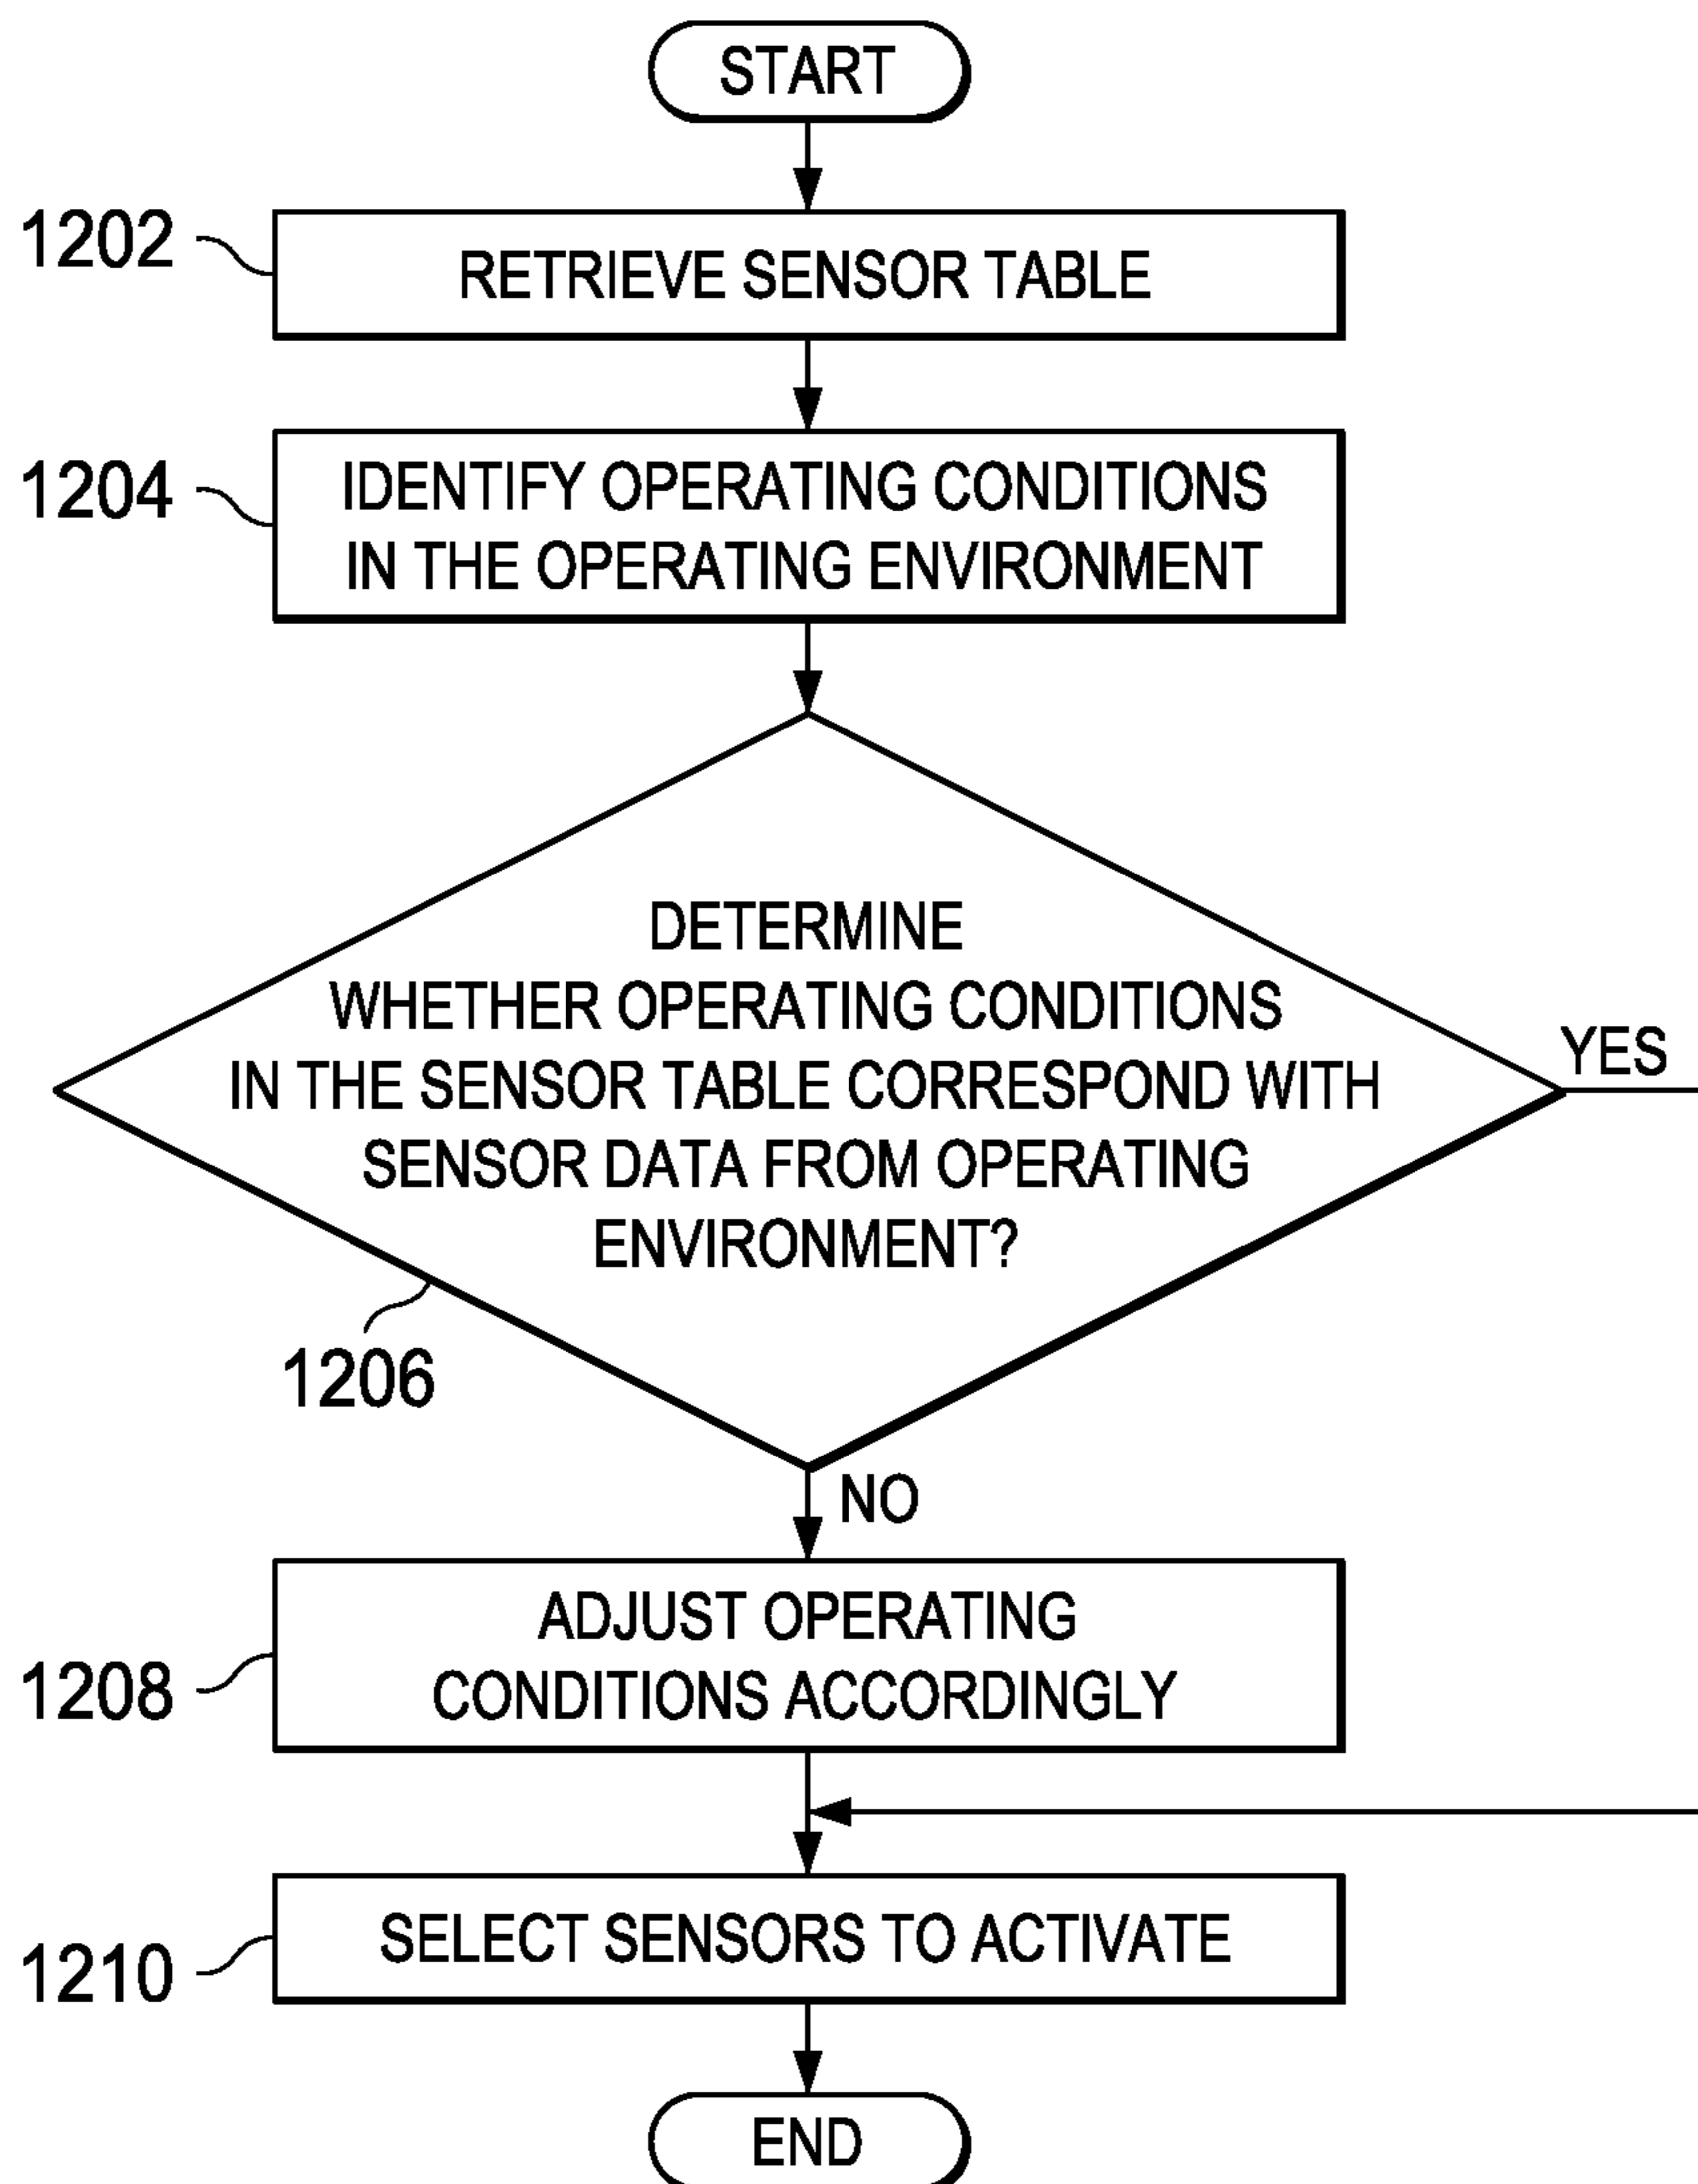 START
1202
RETRIEVE SENSOR TABLE
1204
IDENTIFY OPERATING CONDITIONS
IN THE OPERATING ENVIRONMENT
DETERMINE
WHETHER OPERATING CONDITIONS
IN THE SENSOR TABLE CORRESPOND WITH
SENSOR DATA FROM OPERATING
ENVIRONMENT?
YES
1206
NO
1208
ADJUST OPERATING
CONDITIONS ACCORDINGLY
1210
SELECT SENSORS TO ACTIVATE
END